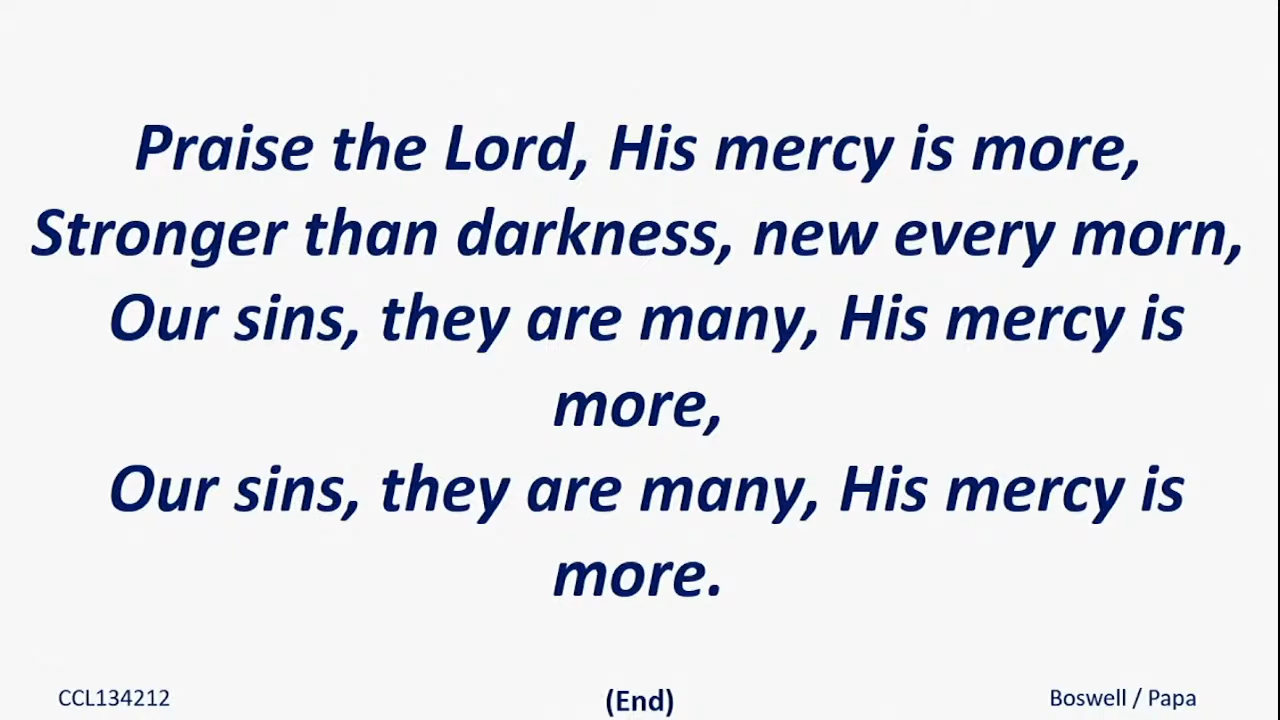 Praise the Lord, His mercy is more,
Stronger than darkness, new every morn,
Our sins, they are many, His mercy is
more,
Our sins, they are many, His mercy is
more.
CCL134212
(End)
Boswell / Papa